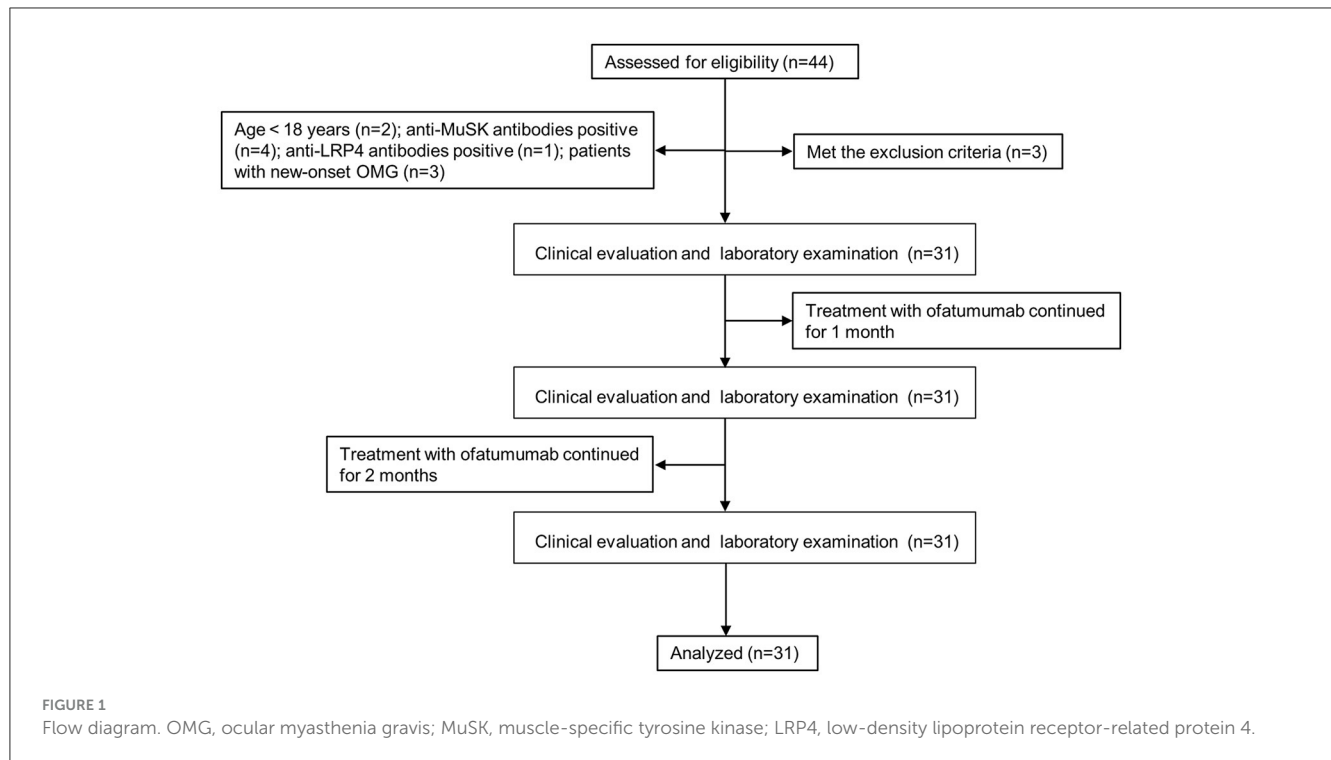 Assessed for eligibility (n=44)
Age < 18 years (n=2); anti-MuSK antibodies positive
(n=4); anti-LRP4 antibodies positive (n=1); patients
with new-onset OMG (n=3)
Met the exclusion criteria (n=3)
Clinical evaluation and laboratory examination (n=31)
Treatment with ofatumumab continued
for 1 month
Clinical evaluation and laboratory examination (n=31)
Treatment with ofatumumab continued
for 2 months
Clinical evaluation and laboratory examination (n=31)
Analyzed (n=31)
FIGURE 1
Flow diagram. OMG, ocular myasthenia gravis; MuSK, muscle-specific tyrosine kinase; LRP4, low-density lipoprotein receptor-related protein 4.